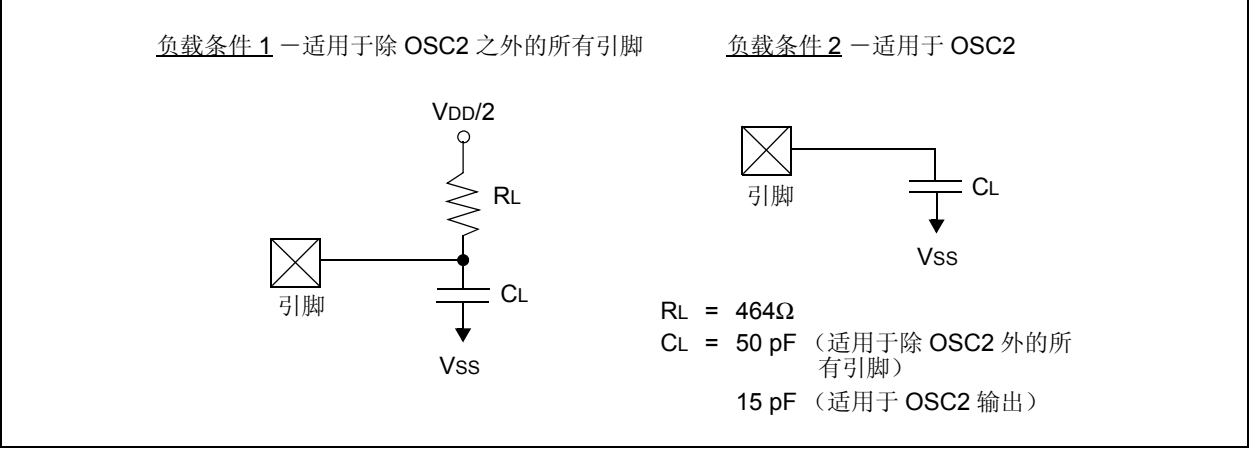 负载条件 1 －适用于除 OSC2 之外的所有引脚
负载条件 2 －适用于 OSC2
VDD/2
RL
引脚
CL
VSS
引脚
CL
VSS
RL = 464Ω
CL = 50 pF （适用于除 OSC2 外的所
有引脚）
15 pF （适用于 OSC2 输出）